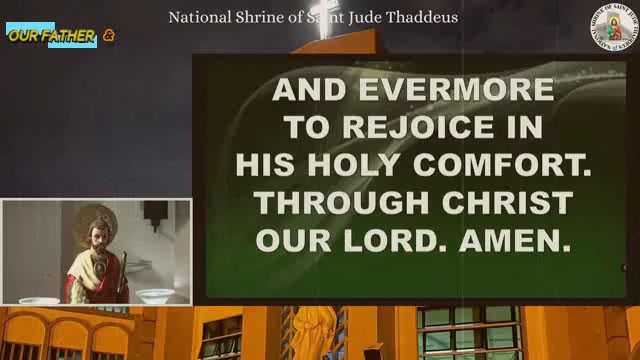 National Shrine of Saint Jude Thaddeus
OUR FATHER &
AND EVERMORE
TO REJOICE IN
HIS HOLY COMFORT.
THROUGH CHRIST
OUR LORD. AMEN.